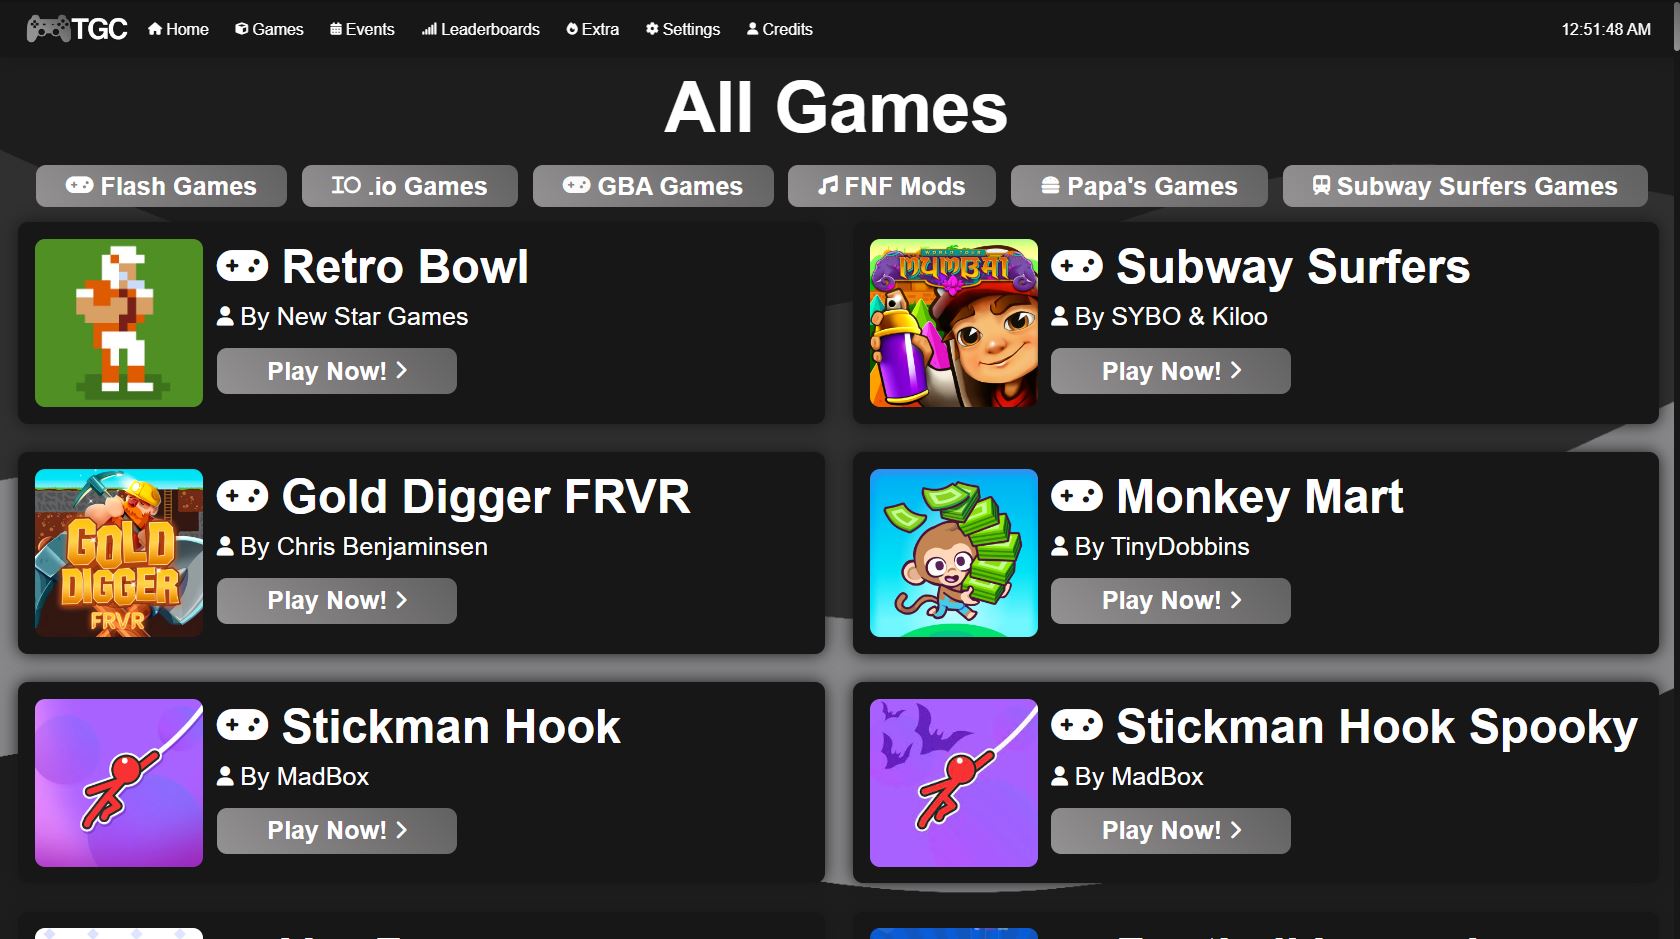 TGC Home Games Events Leaderboards Extra Settings Credits 12:51:48 AM
All Games
Flash Games .io Games GBA Games FNF Mods Papa's Games Subway Surfers Games
Retro Bowl
By New Star Games
Play Now!
WORLD TOUR
MUMBAI
Subway Surfers
By SYBO & Kiloo
Play Now!
GOLD
DIGGER
FRVR
Gold Digger FRVR
By Chris Benjaminsen
Play Now!
Monkey Mart
By TinyDobbins
Play Now!
Stickman Hook
By MadBox
Play Now!
Stickman Hook Spooky
By MadBox
Play Now!